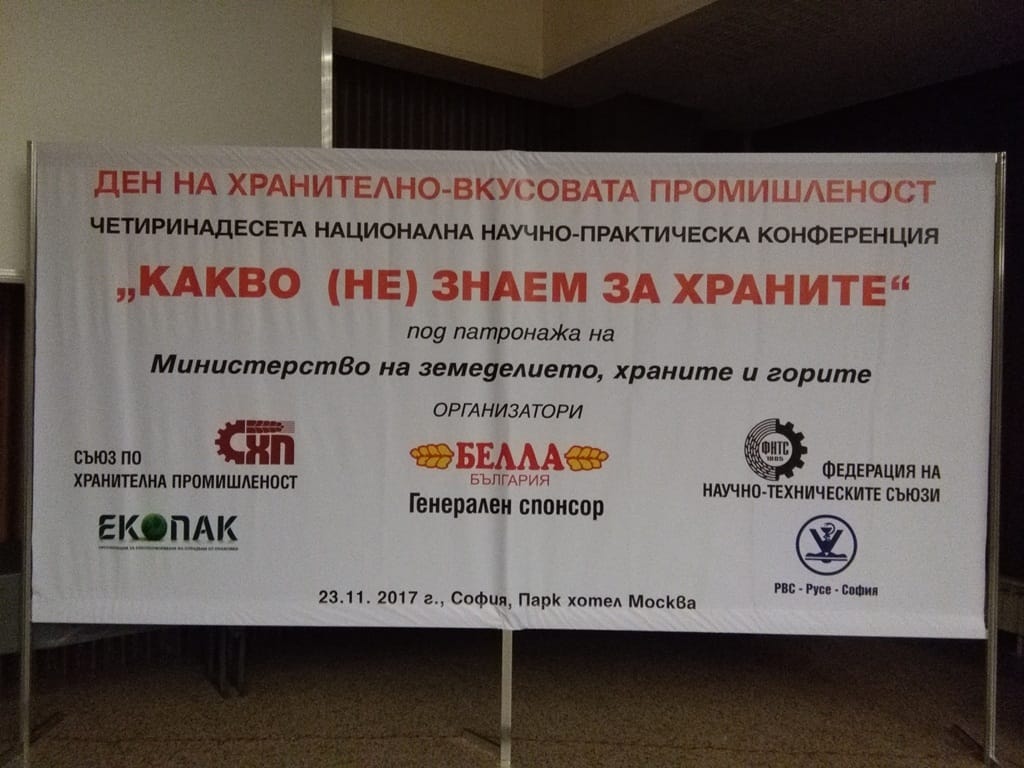 ДЕН НА ХРАНИТЕЛНО-ВКУСОВАТА ПРОМИШЛЕНОСТ
ЧЕТИРИНАДЕСЕТА НАЦИОНАЛНА НАУЧНО-ПРАКТИЧЕСКА КОНФЕРЕНЦИЯ
„КАКВО (НЕ) ЗНАЕМ ЗА ХРАНИТЕ“
под патронажа на
Министерство на земеделието, храните и горите
ОРГАНИЗАТОРИ
СХП
СЪЮЗ ПО
ХРАНИТЕЛНА ПРОМИШЛЕНОСТ
ЕКОПАК
БЕЛЛА
БЪЛГАРИЯ
Генерален спонсор
ФНТС
1885
ФЕДЕРАЦИЯ НА
НАУЧНО-ТЕХНИЧЕСКИТЕ СЪЮЗИ
РВС - Русе - София
23.11. 2017 г., София, Парк хотел Москва